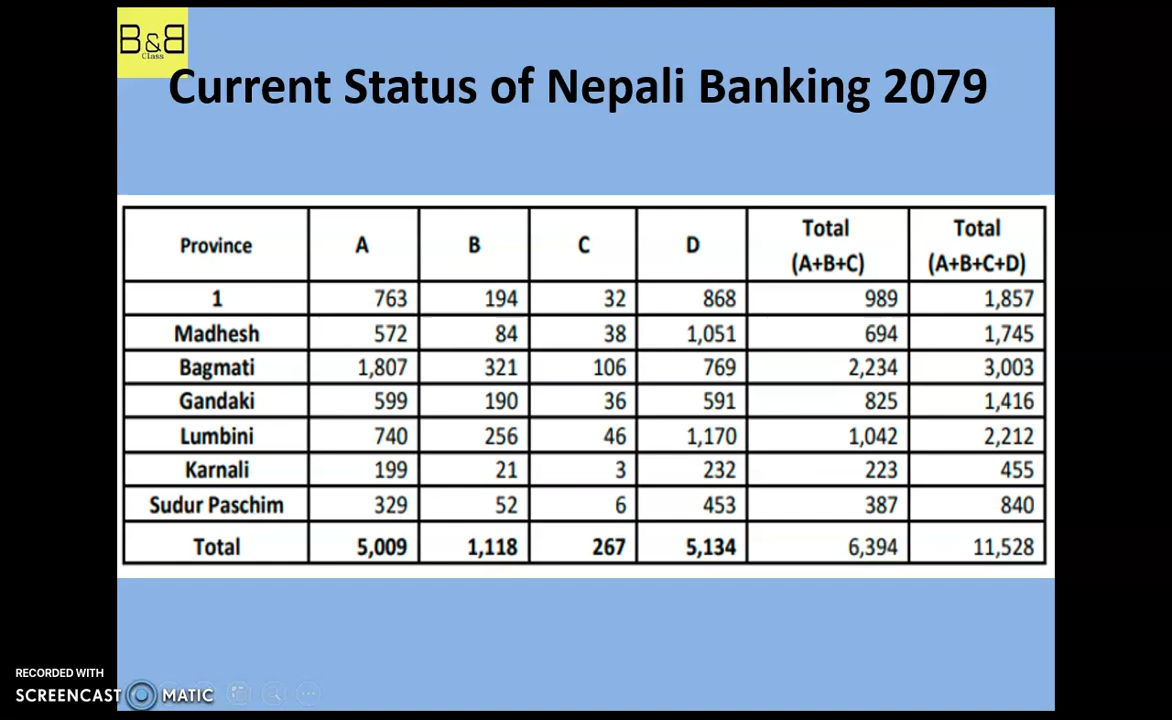 B&B
Class
Current Status of Nepali Banking 2079
Province A B C D Total (A+B+C) Total (A+B+C+D)
1 763 194 32 868 989 1,857
Madhesh 572 84 38 1,051 694 1,745
Bagmati 1,807 321 106 769 2,234 3,003
Gandaki 599 190 36 591 825 1,416
Lumbini 740 256 46 1,170 1,042 2,212
Karnali 199 21 3 232 223 455
Sudur Paschim 329 52 6 453 387 840
Total 5,009 1,118 267 5,134 6,394 11,528
RECORDED WITH
SCREENCAST MATIC